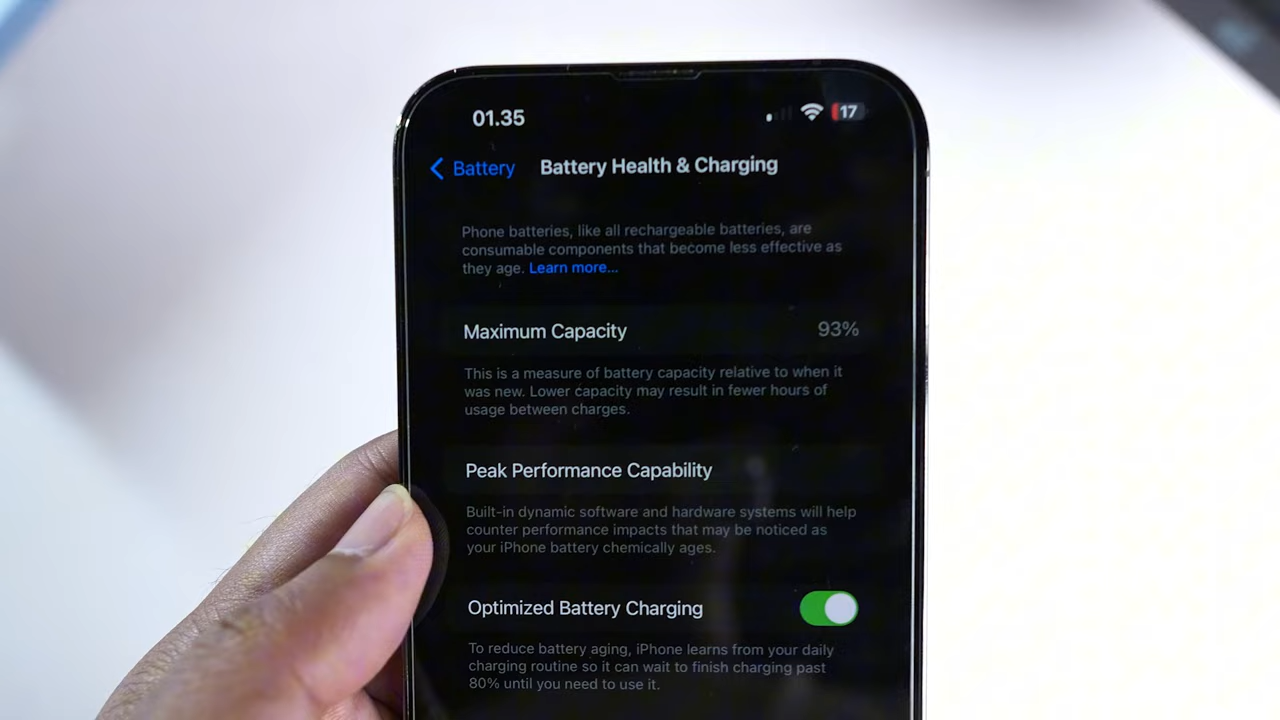 01.35
17
Battery
Battery Health & Charging
Phone batteries, like all rechargeable batteries, are
consumable components that become less effective as
they age. Learn more...
Maximum Capacity 93%
This is a measure of battery capacity relative to when it
was new. Lower capacity may result in fewer hours of
usage between charges.
Peak Performance Capability
Built-in dynamic software and hardware systems will help
counter performance impacts that may be noticed as
your iPhone battery chemically ages.
Optimized Battery Charging
To reduce battery aging, iPhone learns from your daily
charging routine so it can wait to finish charging past
80% until you need to use it.